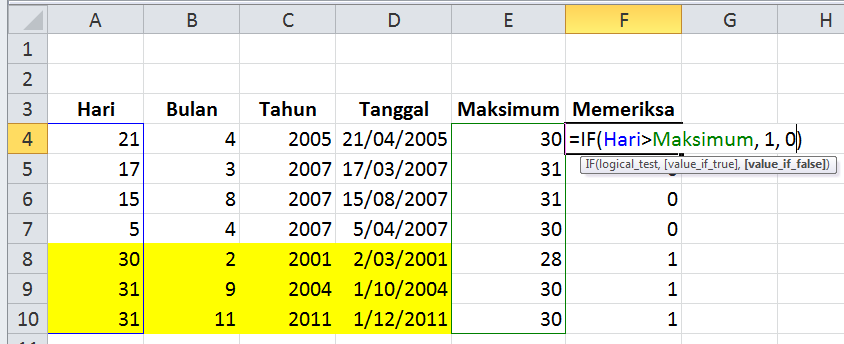 A B C D E F G H
1
2
3 Hari Bulan Tahun Tanggal Maksimum Memeriksa
4 21 4 2005 21/04/2005 30 =IF(Hari>Maksimum, 1, 0)
5 17 3 2007 17/03/2007 31
IF(logical_test, [value_if_true], [value_if_false])
6 15 8 2007 15/08/2007 31 0
7 5 4 2007 5/04/2007 30 0
8 30 2 2001 2/03/2001 28 1
9 31 9 2004 1/10/2004 30 1
10 31 11 2011 1/12/2011 30 1